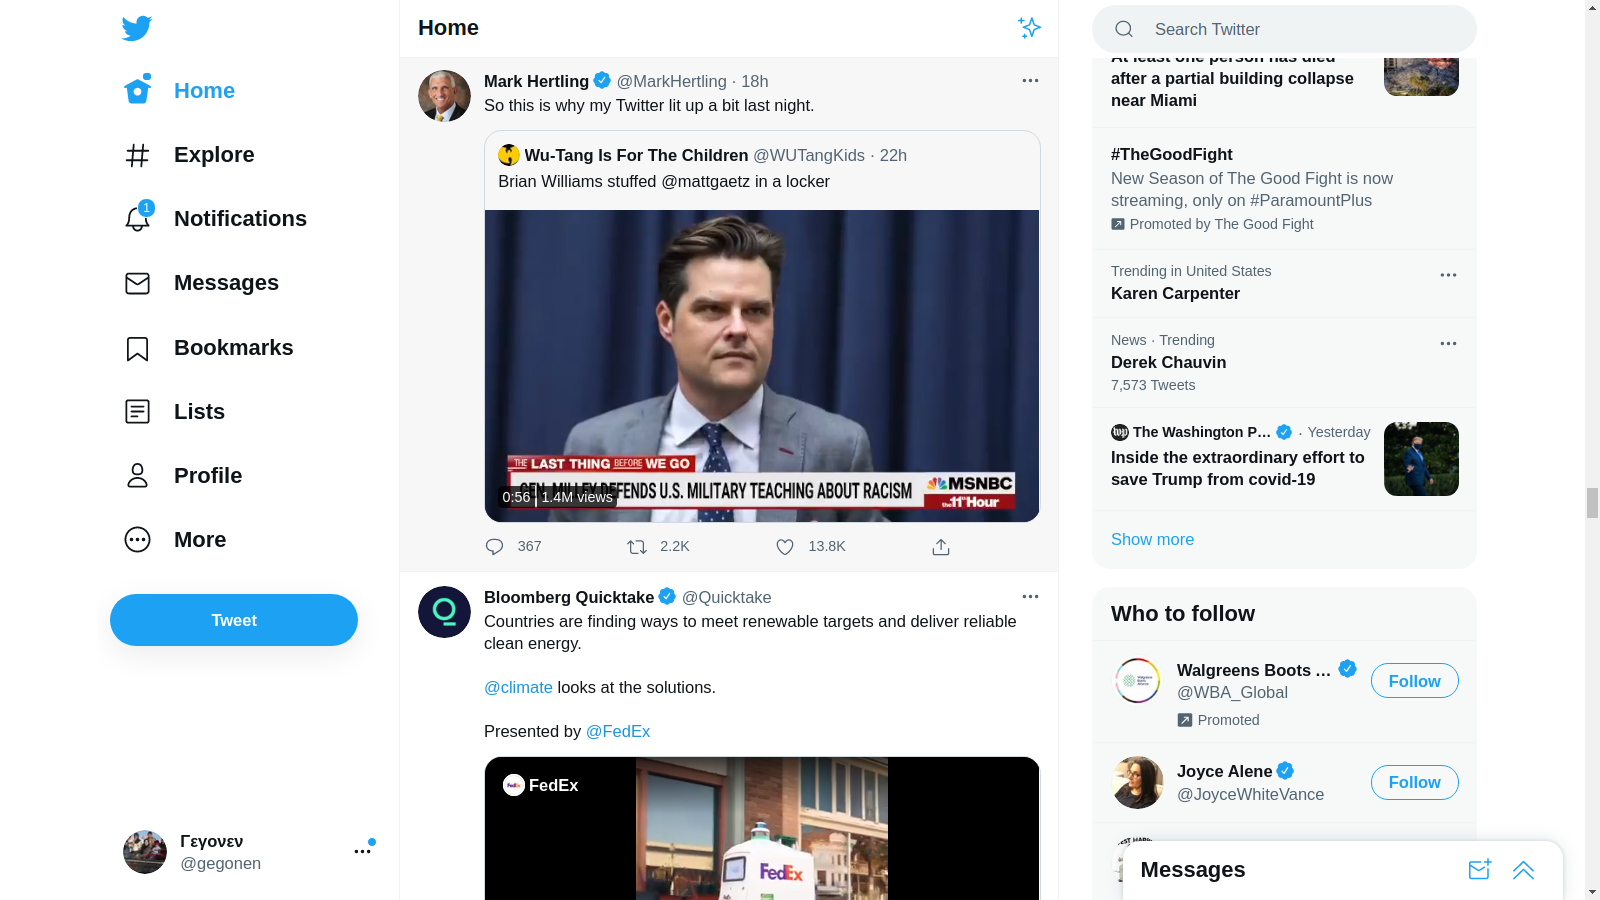 Home
Explore
1
Notifications
Messages
Bookmarks
Lists
Profile
More
Tweet
Γεγονεν
@gegonen
Home
Mark Hertling @MarkHertling · 18h
So this is why my Twitter lit up a bit last night.
Wu-Tang Is For The Children @WUTangKids · 22h
Brian Williams stuffed @mattgaetz in a locker
THE LAST THING BEFORE WE GO
GEN. MILLEY DEFENDS U.S. MILITARY TEACHING ABOUT RACISM
MSNBC
the 11th Hour
0:56 1.4M views
367 2.2K 13.8K
Bloomberg Quicktake @Quicktake
Countries are finding ways to meet renewable targets and deliver reliable
clean energy.
@climate looks at the solutions.
Presented by @FedEx
FedEx FedEx
FedEx
Search Twitter
At least one person has died
after a partial building collapse
near Miami
#TheGoodFight
New Season of The Good Fight is now
streaming, only on #ParamountPlus
Promoted by The Good Fight
Trending in United States
Karen Carpenter
News · Trending
Derek Chauvin
7,573 Tweets
wp The Washington P… · Yesterday
Inside the extraordinary effort to
save Trump from covid-19
Show more
Who to follow
Walgreens Boots …
@WBA_Global
Promoted
Follow
Joyce Alene
@JoyceWhiteVance
Follow
Messages